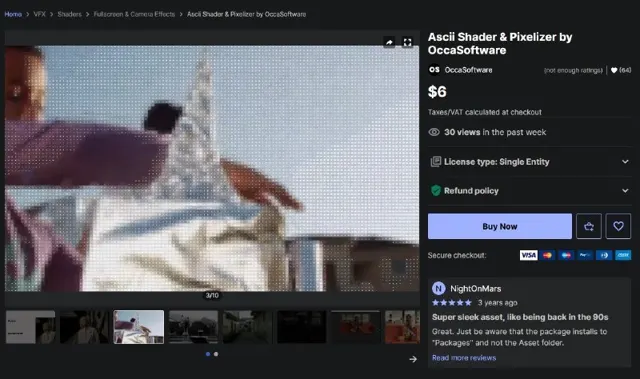 Home > VFX > Shaders > Fullscreen & Camera Effects > Ascii Shader & Pixelizer by OccaSoftware
Ascii Shader & Pixelizer by
OccaSoftware
OS OccaSoftware (not enough ratings) | (64)
$6
Taxes/VAT calculated at checkout
30 views in the past week
License type: Single Entity
Refund policy
Buy Now
Secure checkout: VISA
3/10
N NightOnMars
★★★★★ 3 years ago
Super sleek asset, like being back in the 90s
Great. Just be aware that the package installs to
"Packages" and not the Asset folder.
Read more reviews